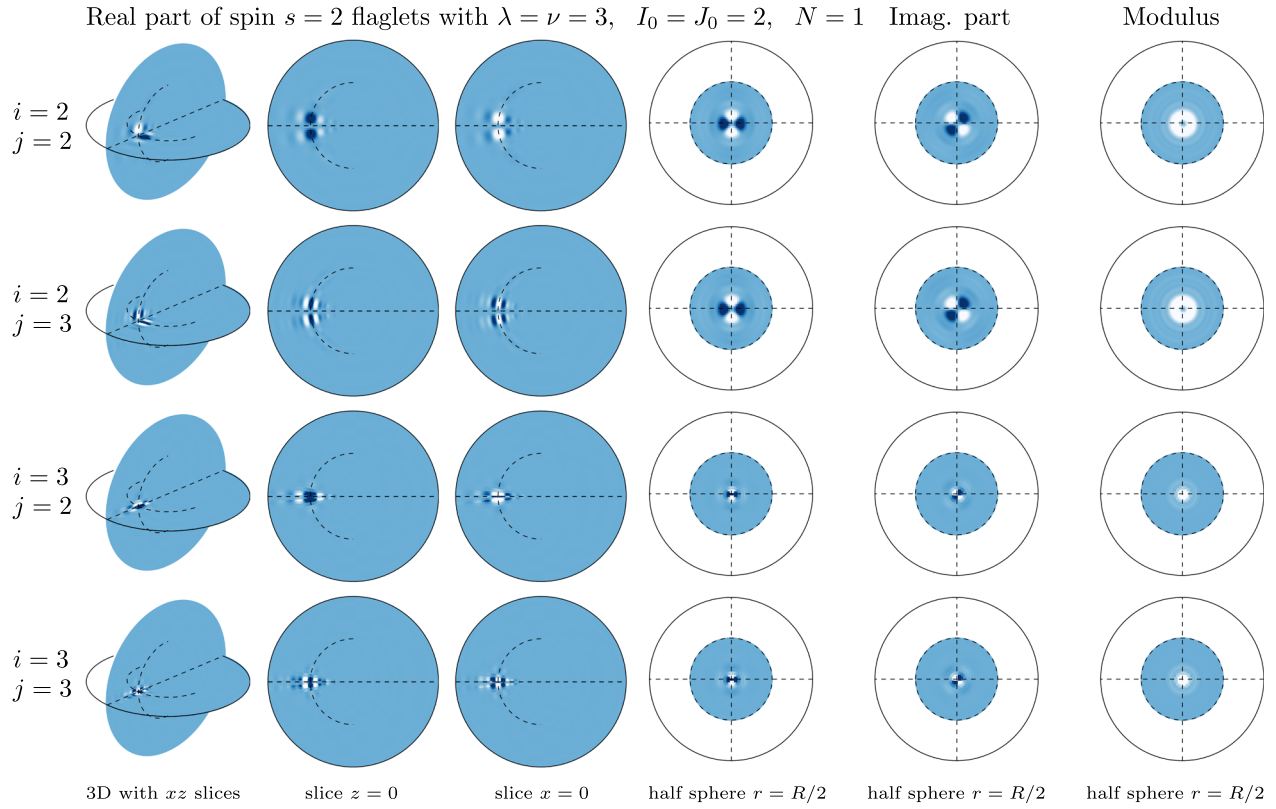 Real part of spin s = 2 flaglets with λ = ν = 3, I₀ = J₀ = 2, N = 1 Imag. part Modulus
i = 2
j = 2
i = 2
j = 3
i = 3
j = 2
i = 3
j = 3
3D with xz slices slice z = 0 slice x = 0 half sphere r = R/2 half sphere r = R/2 half sphere r = R/2